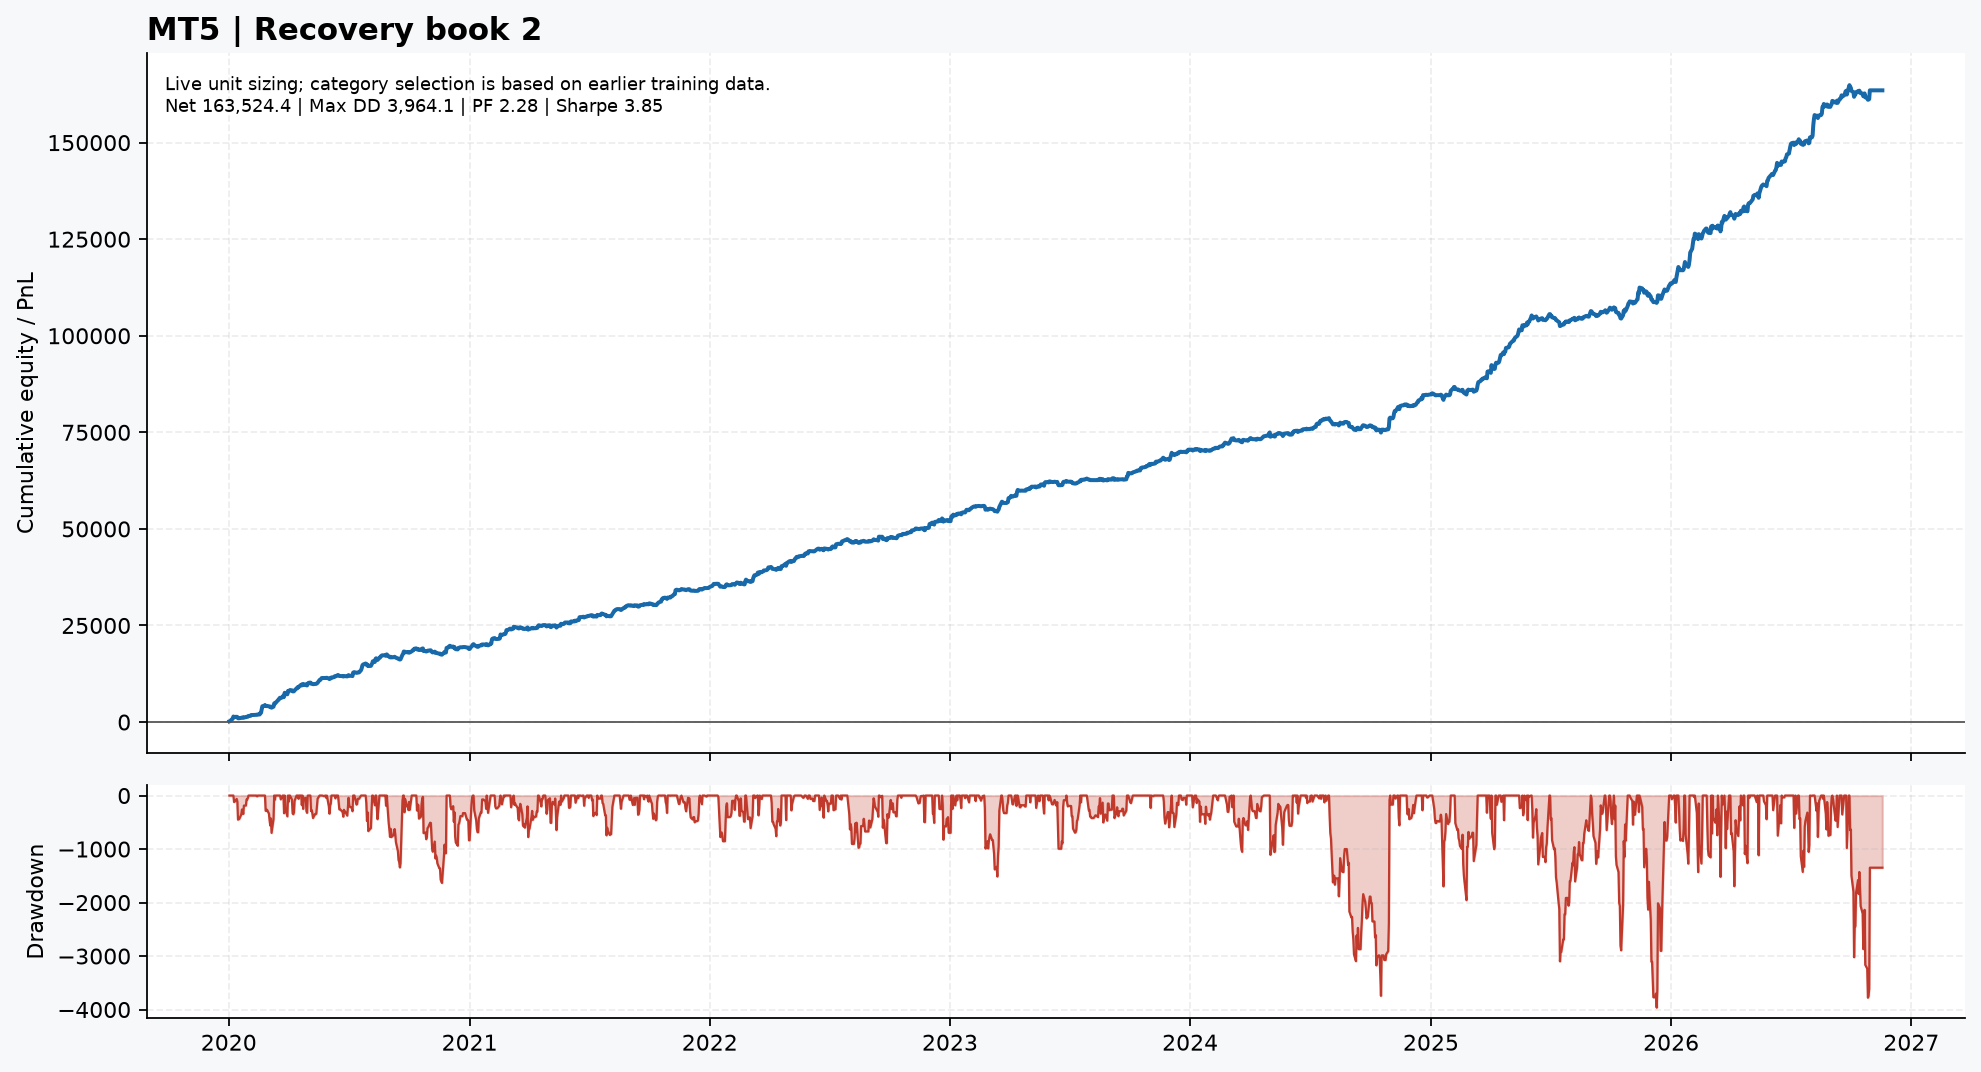 MT5 | Recovery book 2
Live unit sizing; category selection is based on earlier training data.
Net 163,524.4 | Max DD 3,964.1 | PF 2.28 | Sharpe 3.85
Cumulative equity / PnL
150000
125000
100000
75000
50000
25000
0
Drawdown
0
−1000
−2000
−3000
−4000
2020 2021 2022 2023 2024 2025 2026 2027